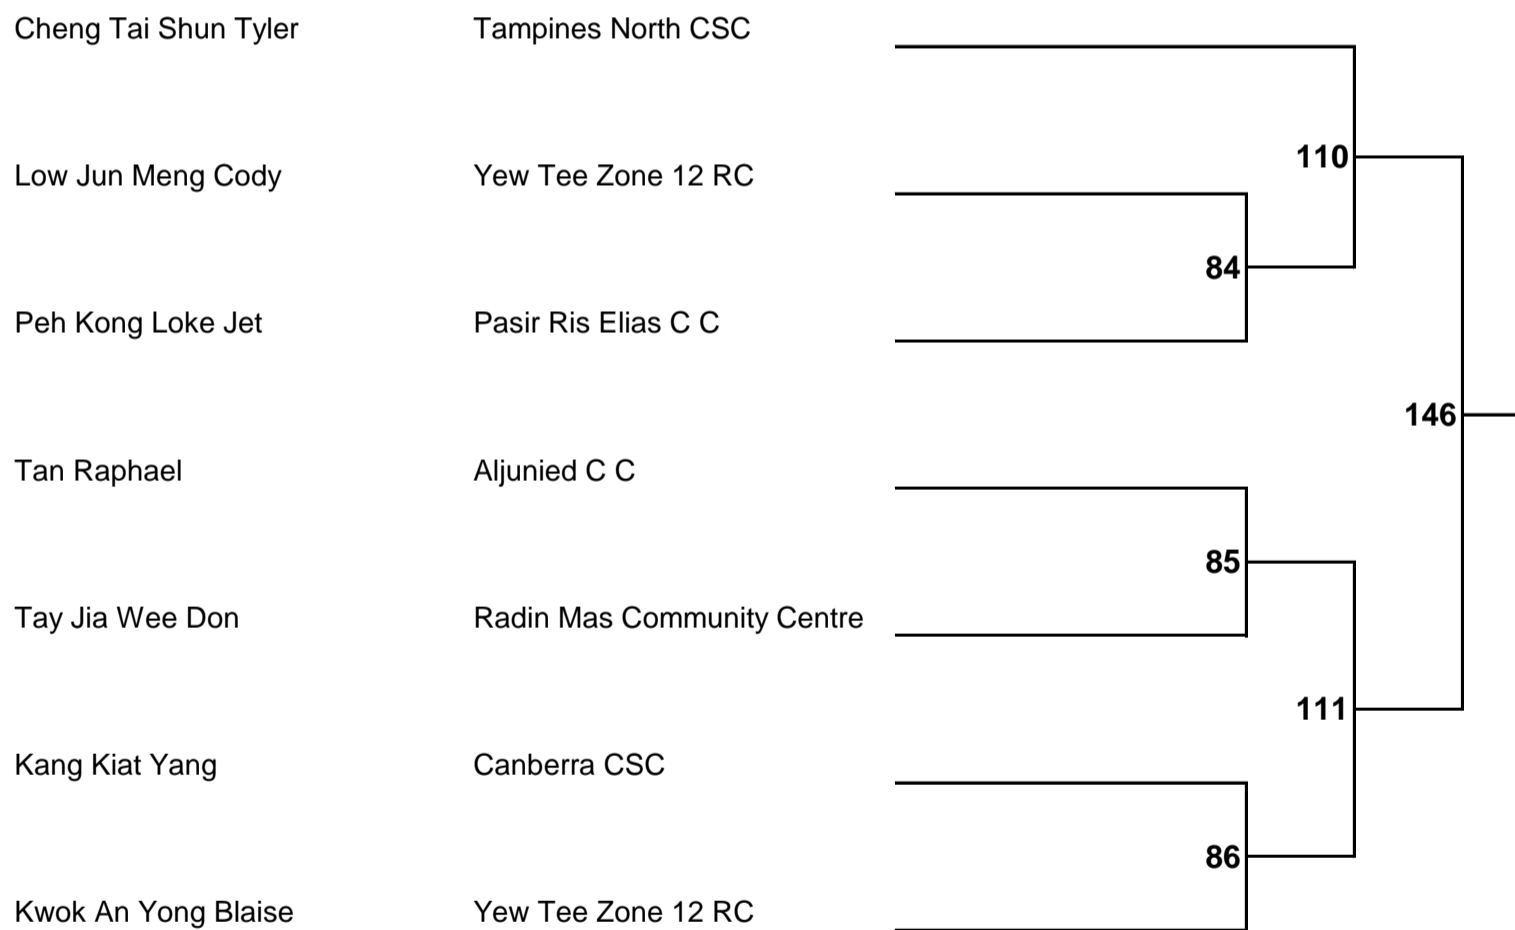 Cheng Tai Shun Tyler Tampines North CSC
110
Low Jun Meng Cody Yew Tee Zone 12 RC
84
Peh Kong Loke Jet Pasir Ris Elias C C
146
Tan Raphael Aljunied C C
85
Tay Jia Wee Don Radin Mas Community Centre
111
Kang Kiat Yang Canberra CSC
86
Kwok An Yong Blaise Yew Tee Zone 12 RC